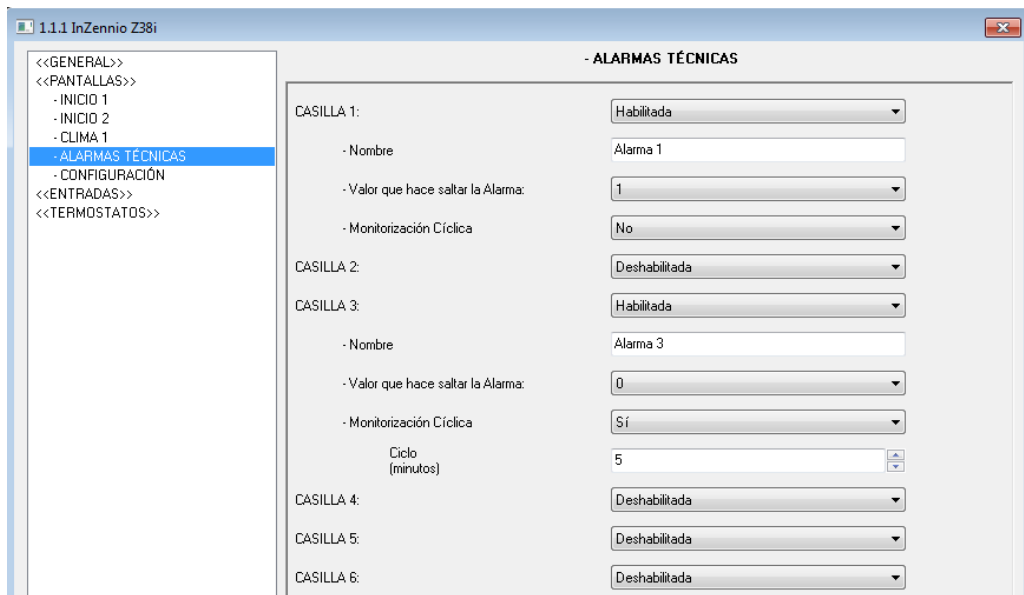 1.1.1 InZennio Z38i
<<GENERAL>>
<<PANTALLAS>>
- INICIO 1
- INICIO 2
- CLIMA 1
- ALARMAS TÉCNICAS
- CONFIGURACIÓN
<<ENTRADAS>>
<<TERMOSTATOS>>
- ALARMAS TÉCNICAS
CASILLA 1: Habilitada
- Nombre Alarma 1
- Valor que hace saltar la Alarma: 1
- Monitorización Cíclica No
CASILLA 2: Deshabilitada
CASILLA 3: Habilitada
- Nombre Alarma 3
- Valor que hace saltar la Alarma: 0
- Monitorización Cíclica Sí
Ciclo
(minutos) 5
CASILLA 4: Deshabilitada
CASILLA 5: Deshabilitada
CASILLA 6: Deshabilitada